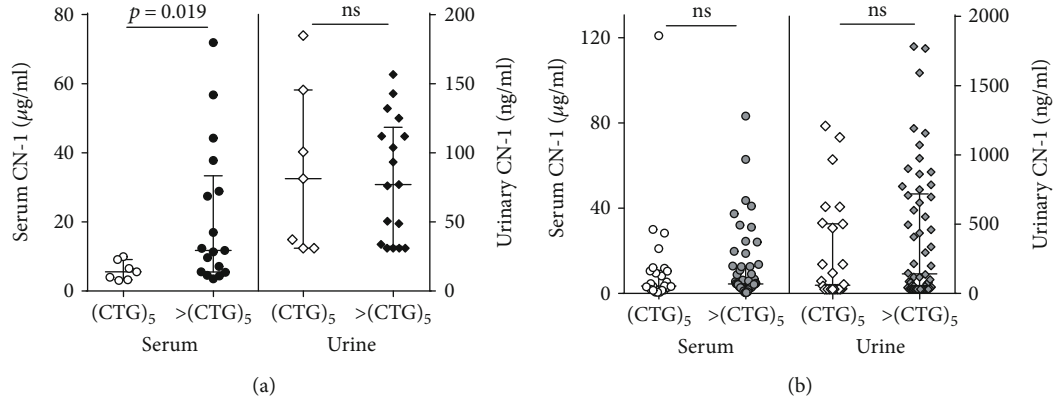 p = 0.019
ns
Serum CN-1 (μg/ml)
80
60
40
20
0
200
150
100
50
0
Urinary CN-1 (ng/ml)
(CTG)5 >(CTG)5 (CTG)5 >(CTG)5
Serum Urine
(a)
ns
ns
Serum CN-1 (μg/ml)
120
80
40
0
2000
1500
1000
500
0
Urinary CN-1 (ng/ml)
(CTG)5 >(CTG)5 (CTG)5 >(CTG)5
Serum Urine
(b)